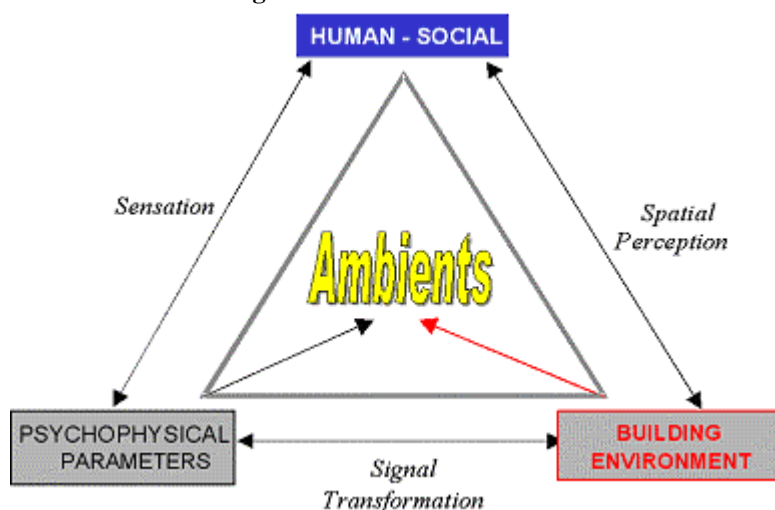 HUMAN - SOCIAL
Sensation
Spatial
Perception
Ambients
PSYCHOPHYSICAL
PARAMETERS
BUILDING
ENVIRONMENT
Signal
Transformation